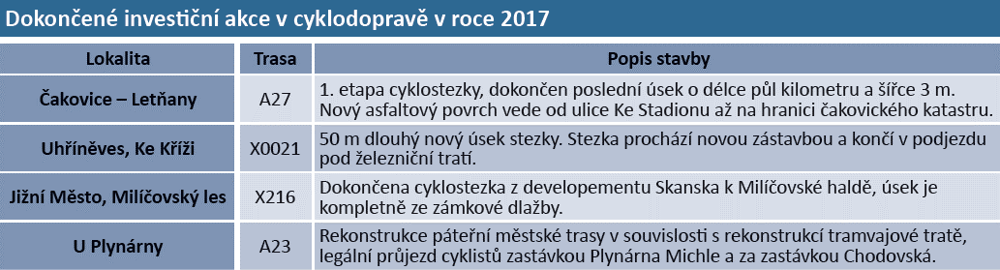 Dokončené investiční akce v cyklodopravě v roce 2017
Lokalita Trasa Popis stavby
Čakovice – Letňany A27 1. etapa cyklostezky, dokončen poslední úsek o délce půl kilometru a šířce 3 m.
Nový asfaltový povrch vede od ulice Ke Stadionu až na hranici čakovického katastru.
Uhříněves, Ke Kříži X0021 50 m dlouhý nový úsek stezky. Stezka prochází novou zástavbou a končí v podjezdu
pod železniční tratí.
Jižní Město, Milíčovský les X216 Dokončena cyklostezka z developementu Skanska k Milíčovské haldě, úsek je
kompletně ze zámkové dlažby.
U Plynárny A23 Rekonstrukce páteřní městské trasy v souvislosti s rekonstrukcí tramvajové tratě,
legální průjezd cyklistů zastávkou Plynárna Michle a za zastávkou Chodovská.